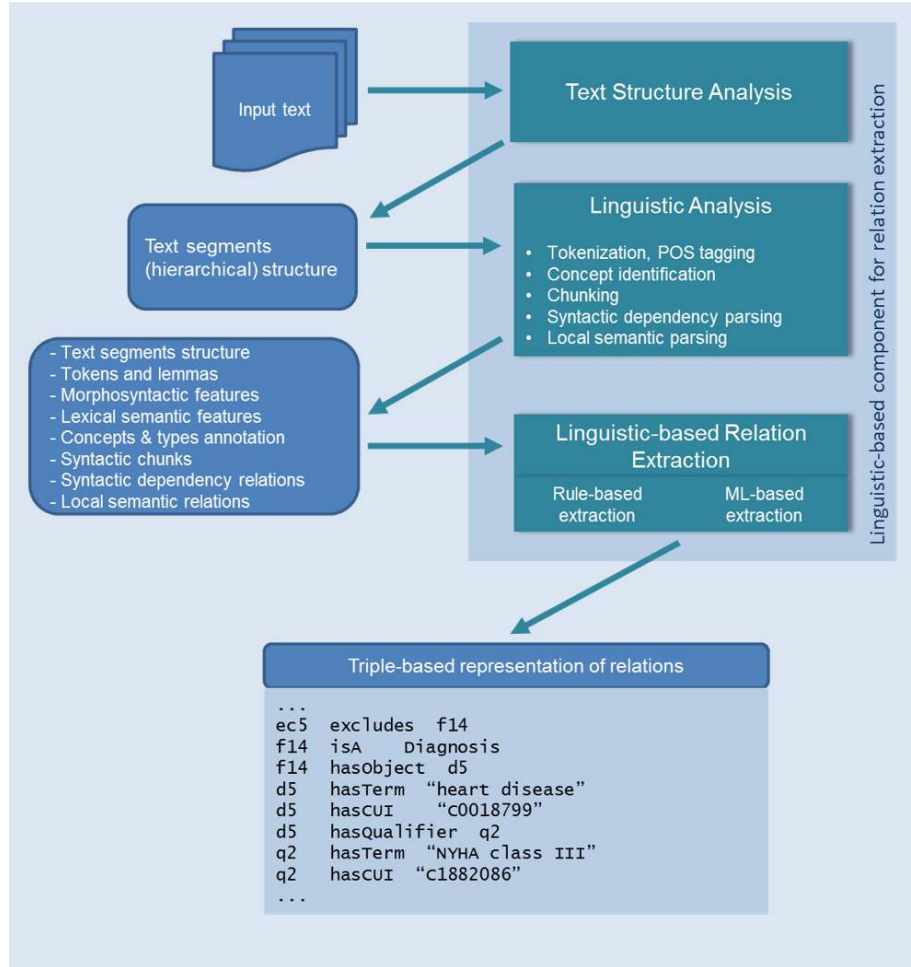 Input text
Text Structure Analysis
Text segments
(hierarchical) structure
Linguistic Analysis
• Tokenization, POS tagging
• Concept identification
• Chunking
• Syntactic dependency parsing
• Local semantic parsing
- Text segments structure
- Tokens and lemmas
- Morphosyntactic features
- Lexical semantic features
- Concepts & types annotation
- Syntactic chunks
- Syntactic dependency relations
- Local semantic relations
Linguistic-based Relation
Extraction
Rule-based
extraction
ML-based
extraction
Linguistic-based component for relation extraction
Triple-based representation of relations
...
ec5 excludes f14
f14 isA Diagnosis
f14 hasObject d5
d5 hasTerm “heart disease”
d5 hasCUI “C0018799”
d5 hasQualifier q2
q2 hasTerm “NYHA class III”
q2 hasCUI “C1882086”
...